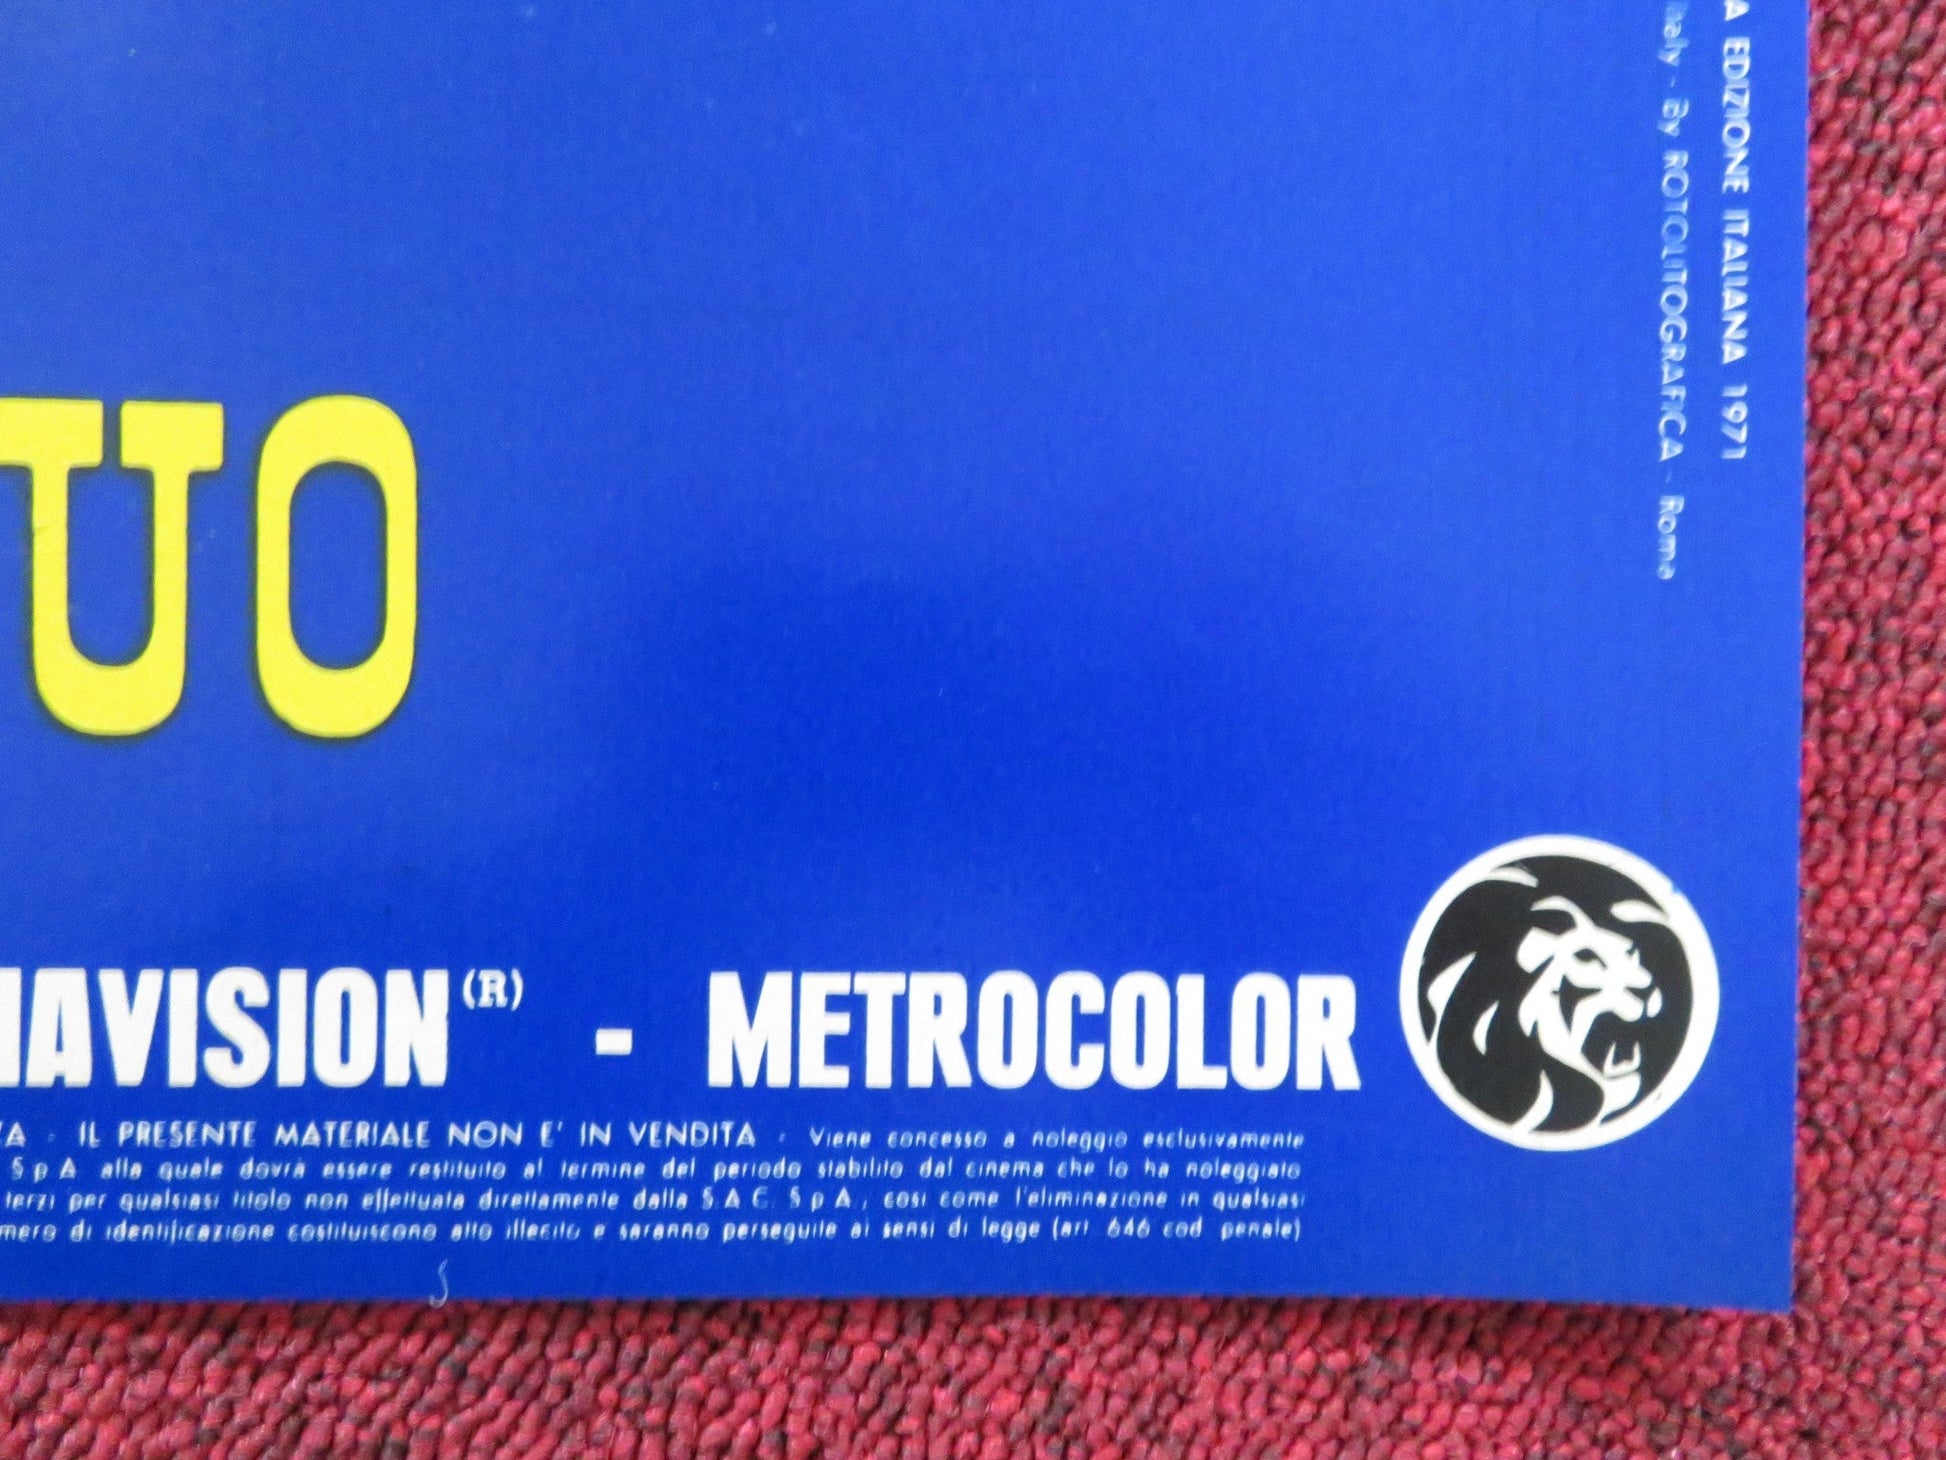 A EDIZIONE ITALIANA 1971
Italy - By ROTOLITOGRAFICA - Roma
UO
AVISION (R) - METROCOLOR
VA - IL PRESENTE MATERIALE NON E' IN VENDITA - Viene concesso a noleggio esclusivamente
S p A alla quale dovrà essere restituito al termine del periodo stabilito dal cinema che lo ha noleggiato
terzi per qualsiasi titolo non effettuata direttamente dalla S.A.C. S.p.A., così come l'eliminazione in qualsiasi
mero di identificazione costituiscono atto illecito e saranno perseguite ai sensi di legge (art. 646 cod. penale)